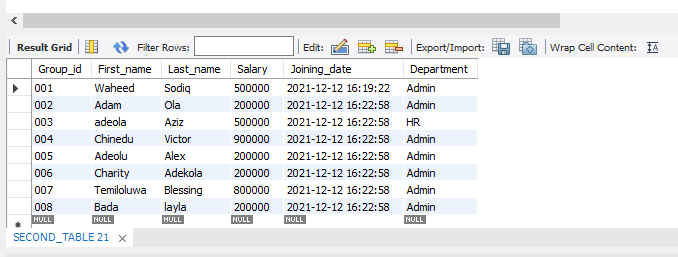 Result Grid Filter Rows: Edit: Export/Import: Wrap Cell Content:
Group_id First_name Last_name Salary Joining_date Department
001 Waheed Sodiq 500000 2021-12-12 16:19:22 Admin
002 Adam Ola 200000 2021-12-12 16:22:58 Admin
003 adeola Aziz 500000 2021-12-12 16:22:58 HR
004 Chinedu Victor 900000 2021-12-12 16:22:58 Admin
005 Adeolu Alex 200000 2021-12-12 16:22:58 Admin
006 Charity Adekola 200000 2021-12-12 16:22:58 Admin
007 Temiloluwa Blessing 800000 2021-12-12 16:22:58 Admin
008 Bada layla 200000 2021-12-12 16:22:58 Admin
NULL NULL NULL NULL NULL NULL
SECOND_TABLE 21